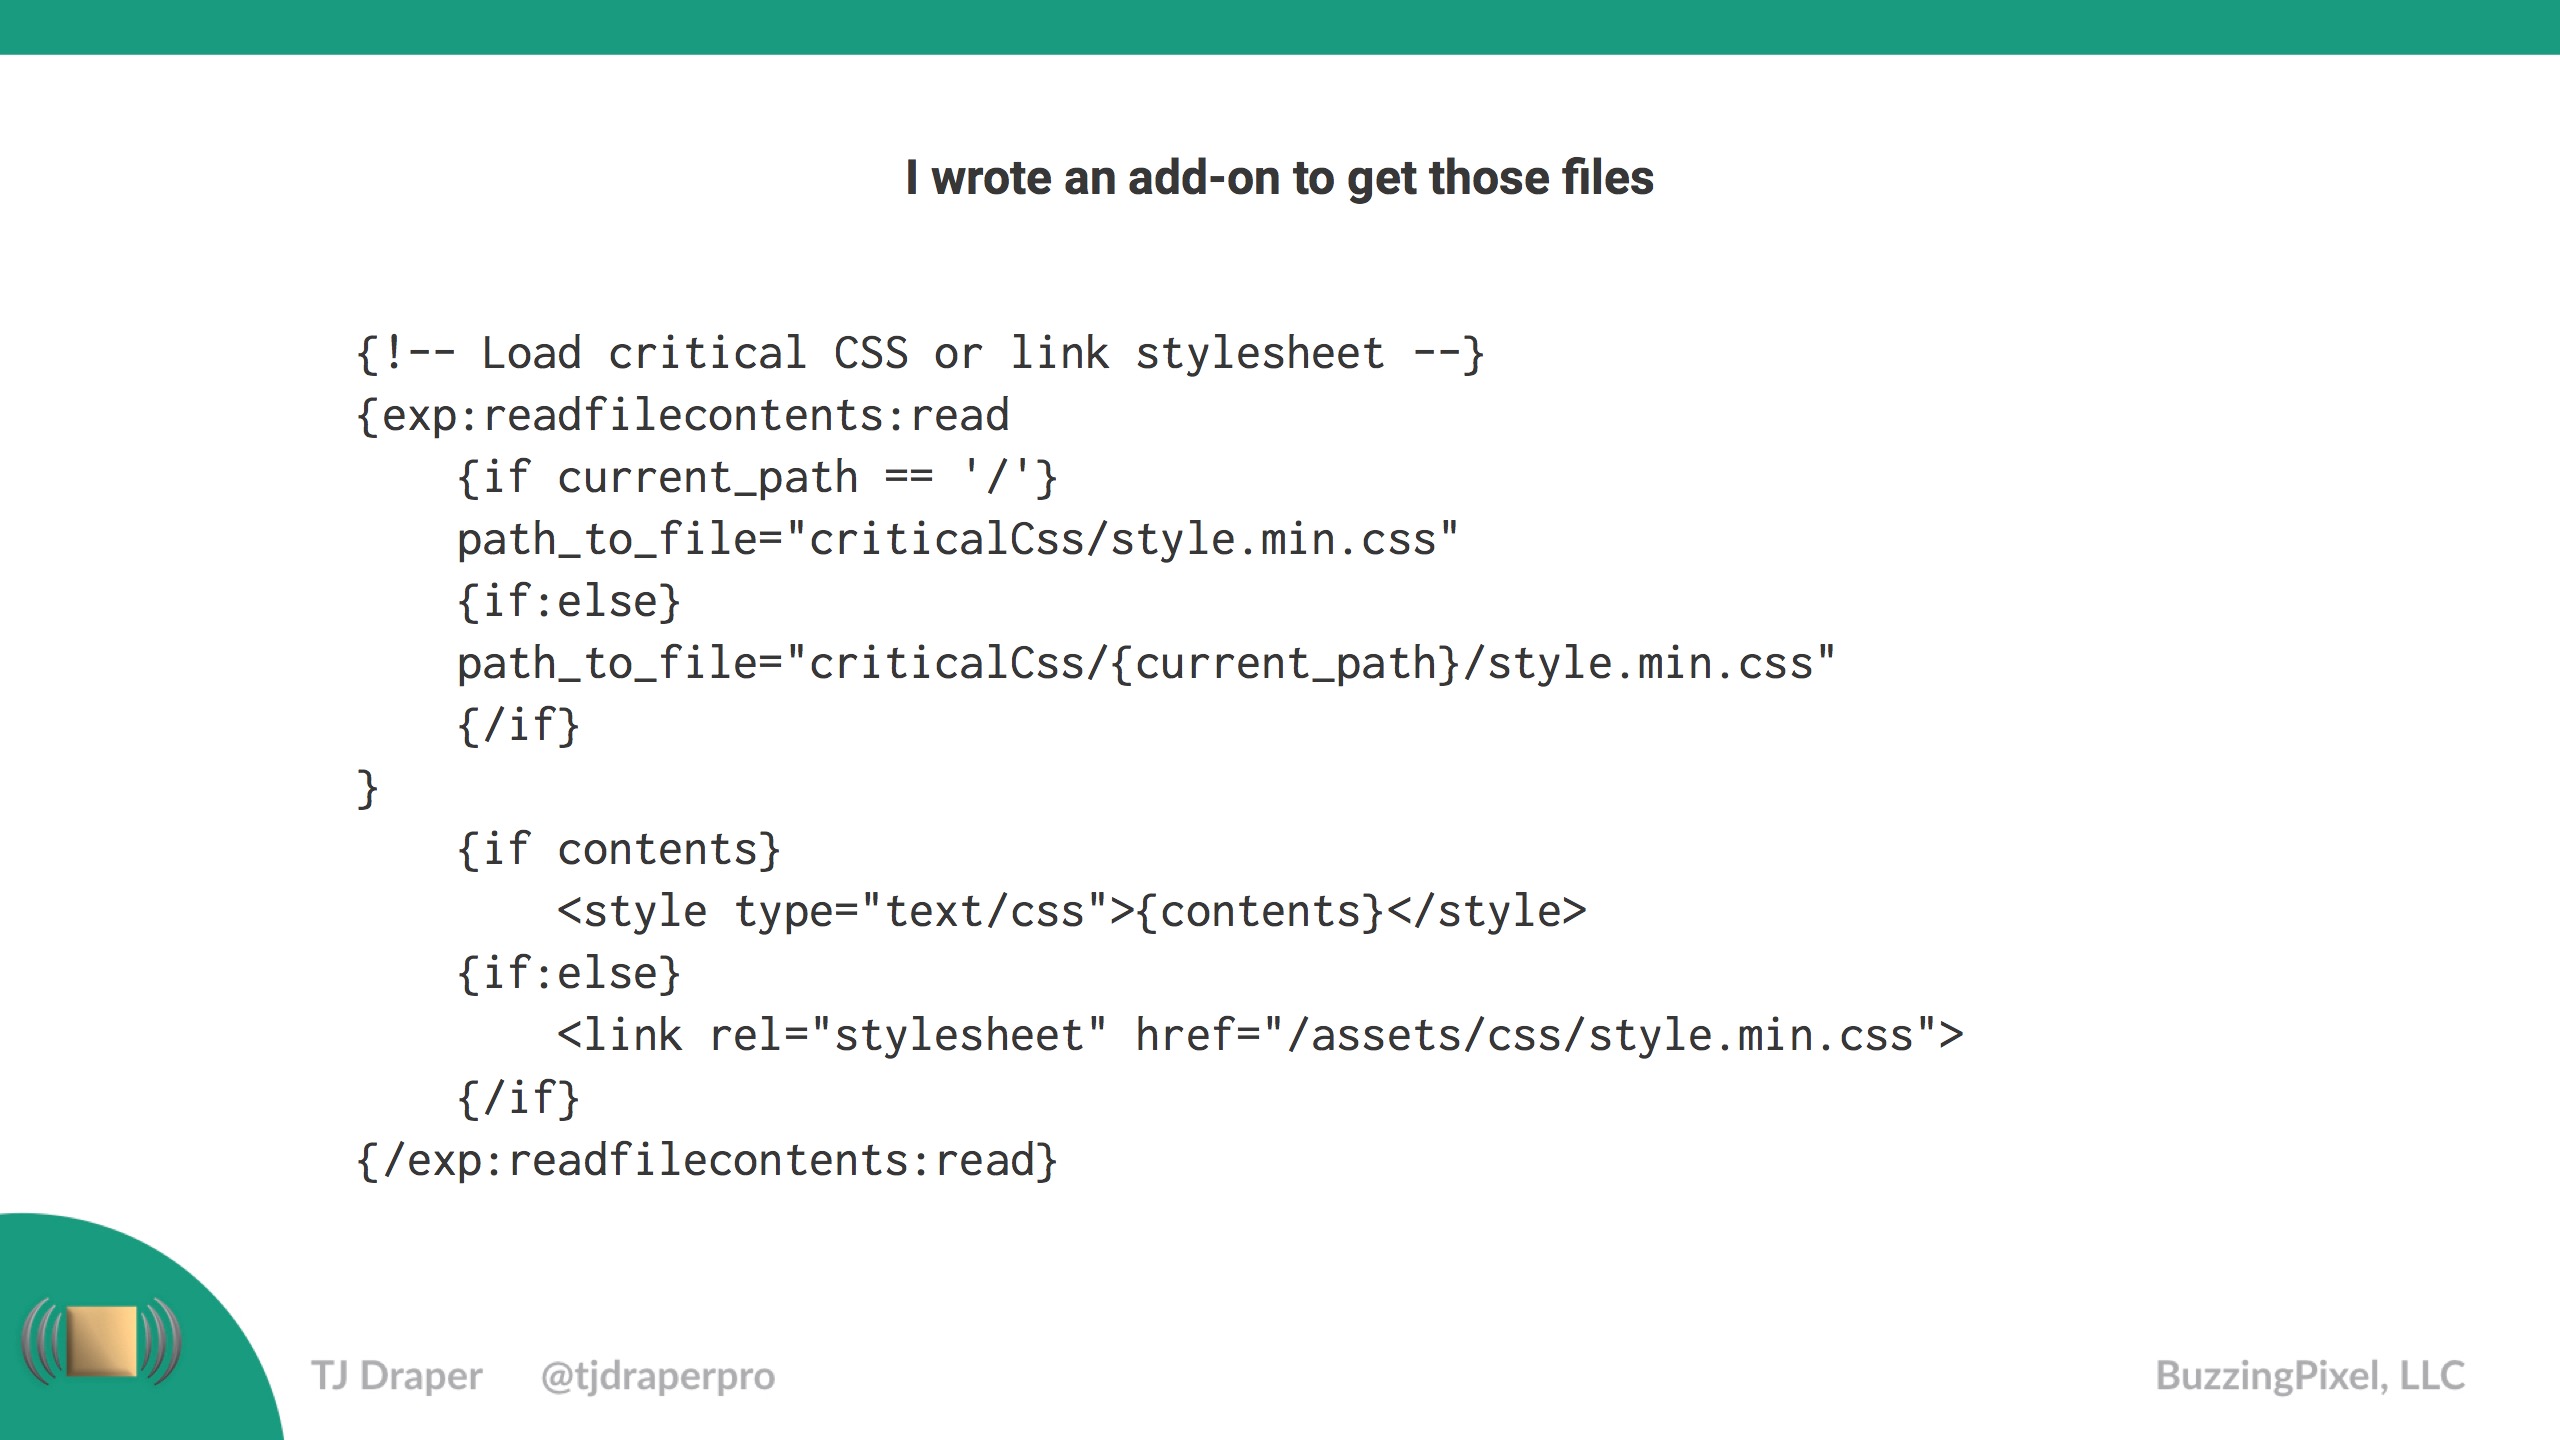 I wrote an add-on to get those files
{!-- Load critical CSS or link stylesheet --}
{exp:readfilecontents:read
    {if current_path == '/'}
    path_to_file="criticalCss/style.min.css"
    {if:else}
    path_to_file="criticalCss/{current_path}/style.min.css"
    {/if}
}
    {if contents}
        <style type="text/css">{contents}</style>
    {if:else}
        <link rel="stylesheet" href="/assets/css/style.min.css">
    {/if}
{/exp:readfilecontents:read}
TJ Draper @tjdraperpro BuzzingPixel, LLC